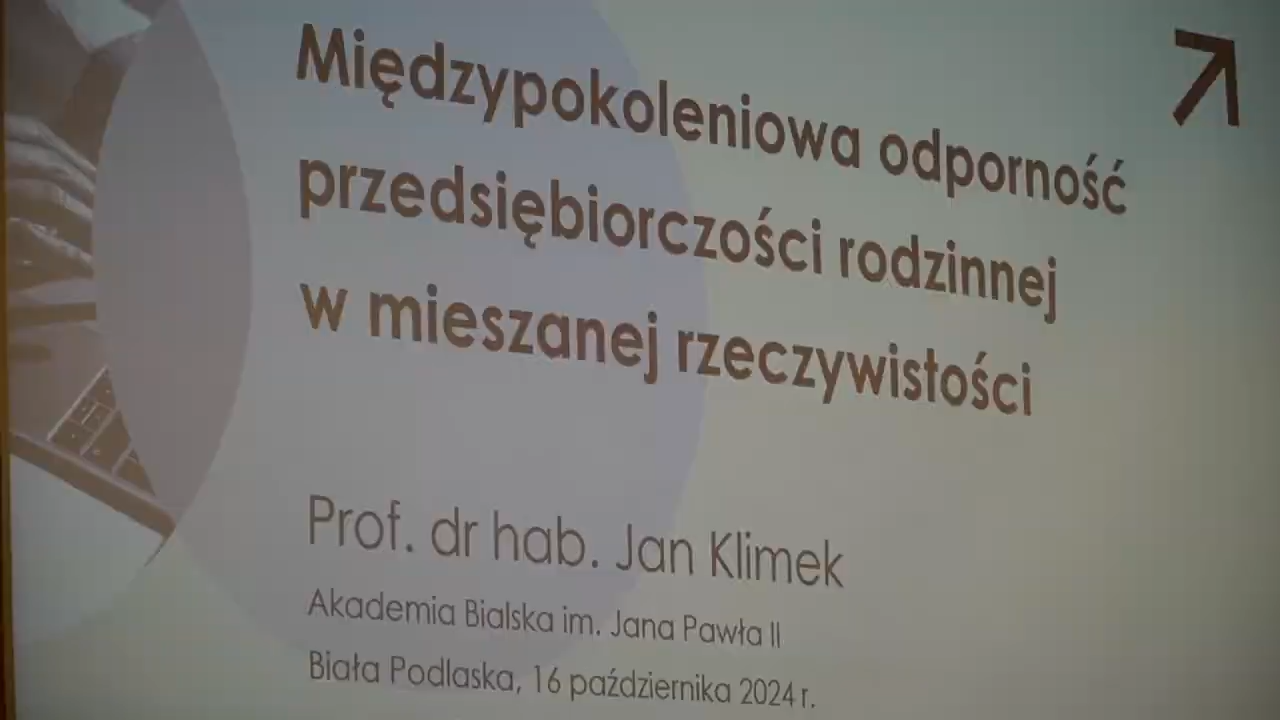 Międzypokoleniowa odporność
przedsiębiorczości rodzinnej
w mieszanej rzeczywistości
Prof. dr hab. Jan Klimek
Akademia Bialska im. Jana Pawła II
Biała Podlaska, 16 października 2024 r.